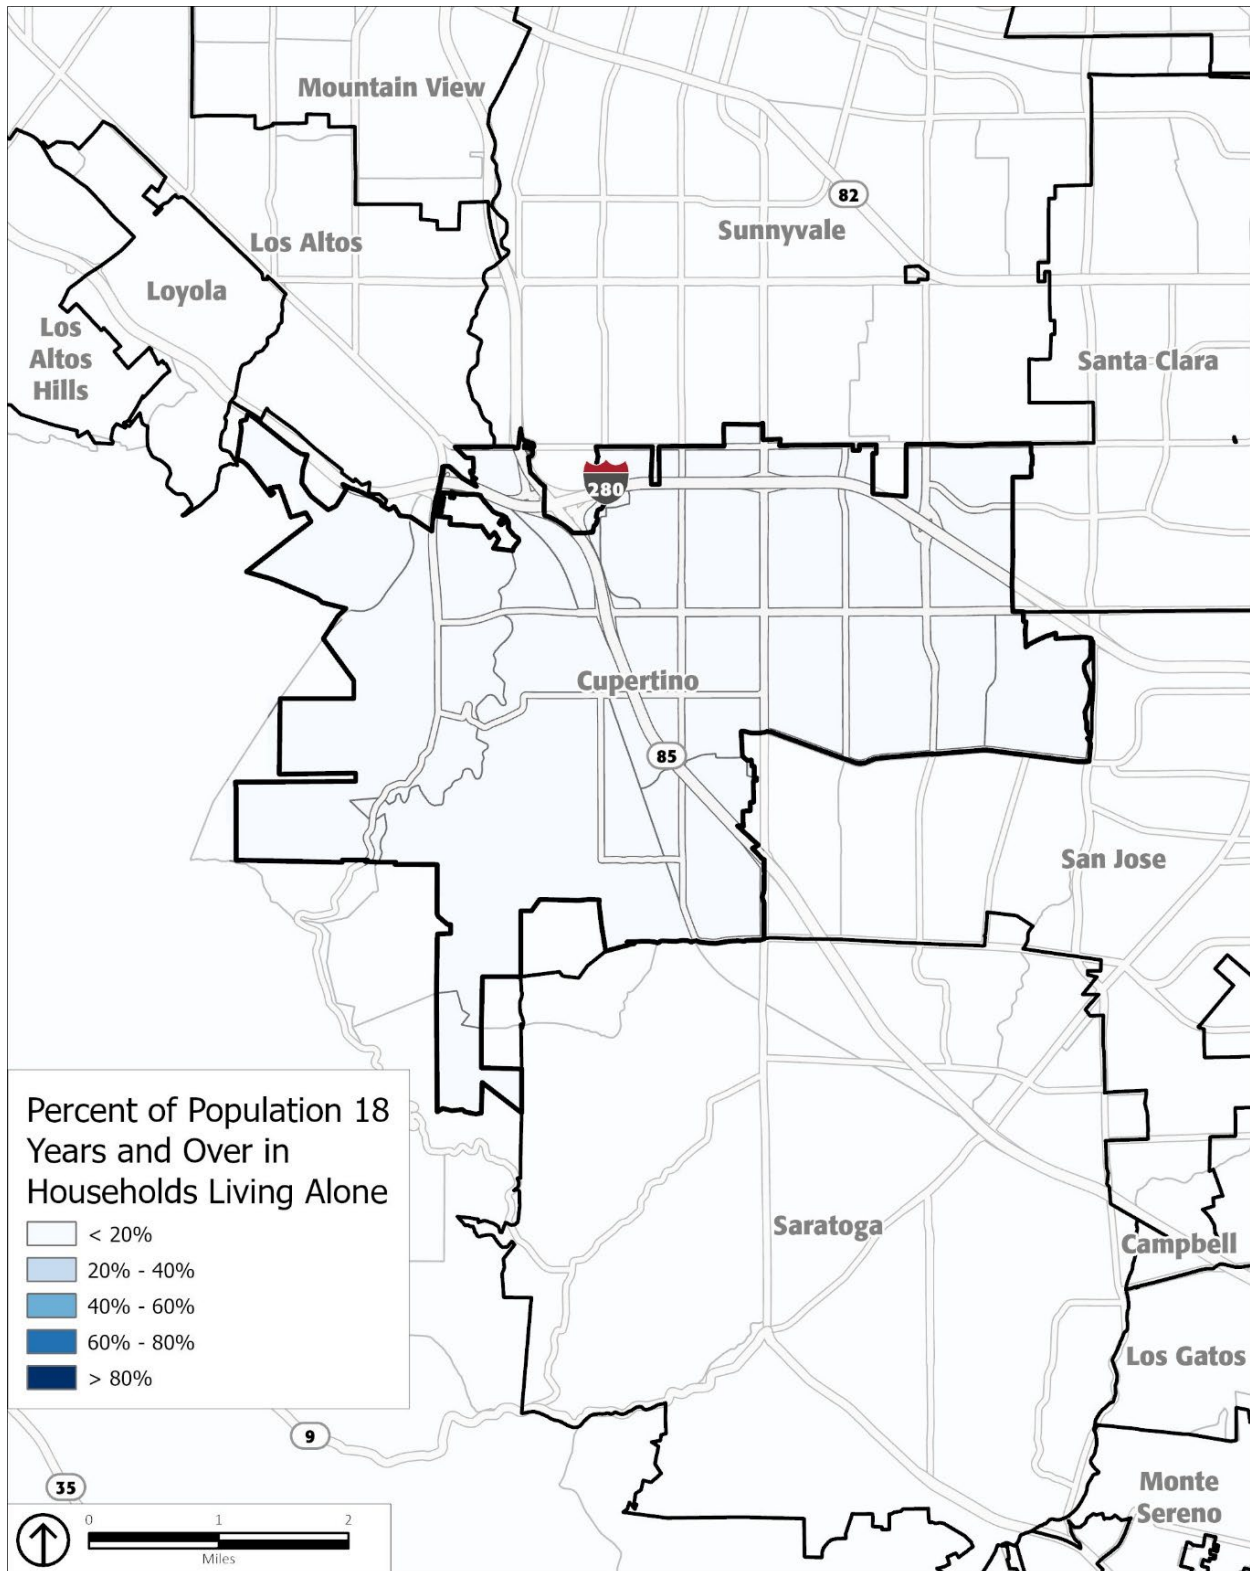 Mountain View
82
Sunnyvale
Los Altos
Loyola
Los
Altos
Hills
Santa Clara
280
Cupertino
85
San Jose
Percent of Population 18
Years and Over in
Households Living Alone
< 20%
20% - 40%
40% - 60%
60% - 80%
> 80%
Saratoga
Campbell
Los Gatos
9
35
Monte
Sereno
0 1 2
Miles